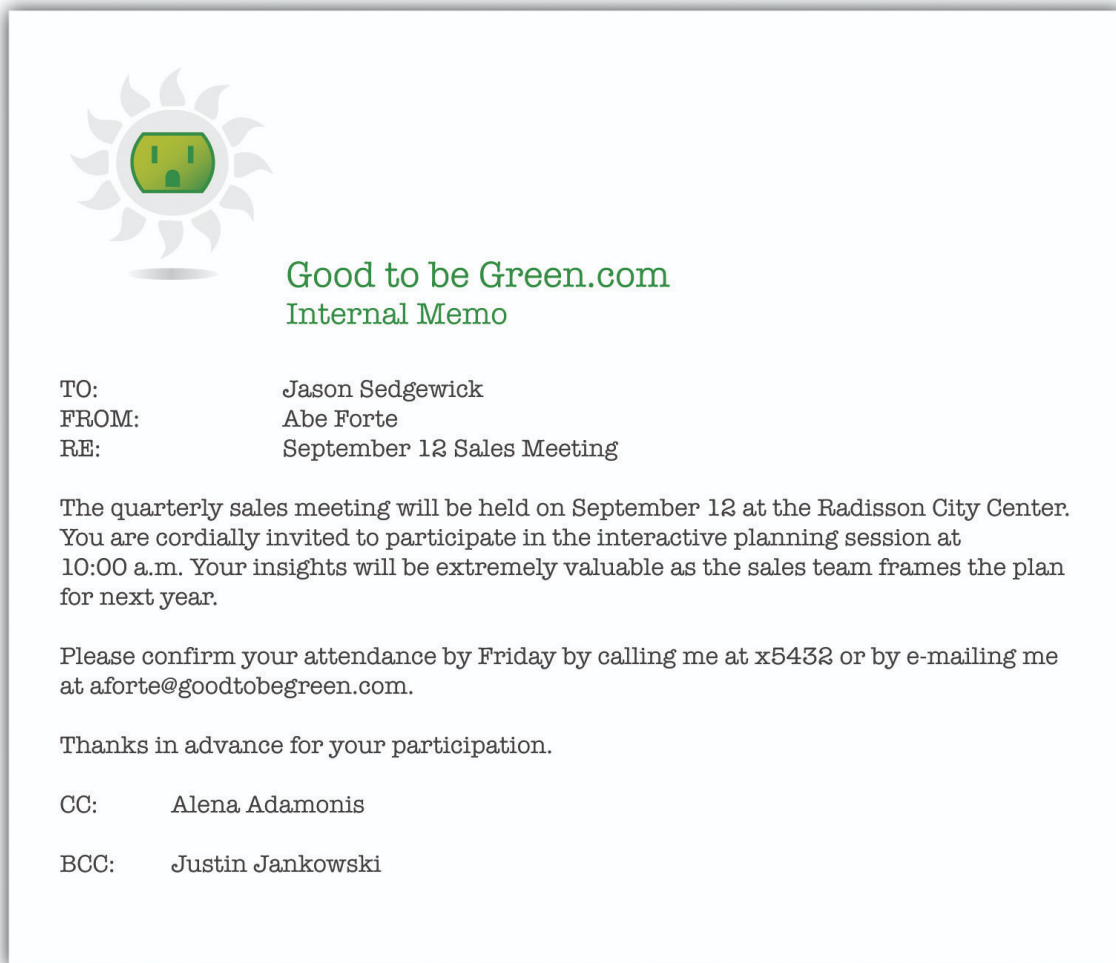 Good to be Green.com
Internal Memo
TO: Jason Sedgewick
FROM: Abe Forte
RE: September 12 Sales Meeting
The quarterly sales meeting will be held on September 12 at the Radisson City Center.
You are cordially invited to participate in the interactive planning session at
10:00 a.m. Your insights will be extremely valuable as the sales team frames the plan
for next year.
Please confirm your attendance by Friday by calling me at x5432 or by e-mailing me
at aforte@goodtobegreen.com.
Thanks in advance for your participation.
CC: Alena Adamonis
BCC: Justin Jankowski